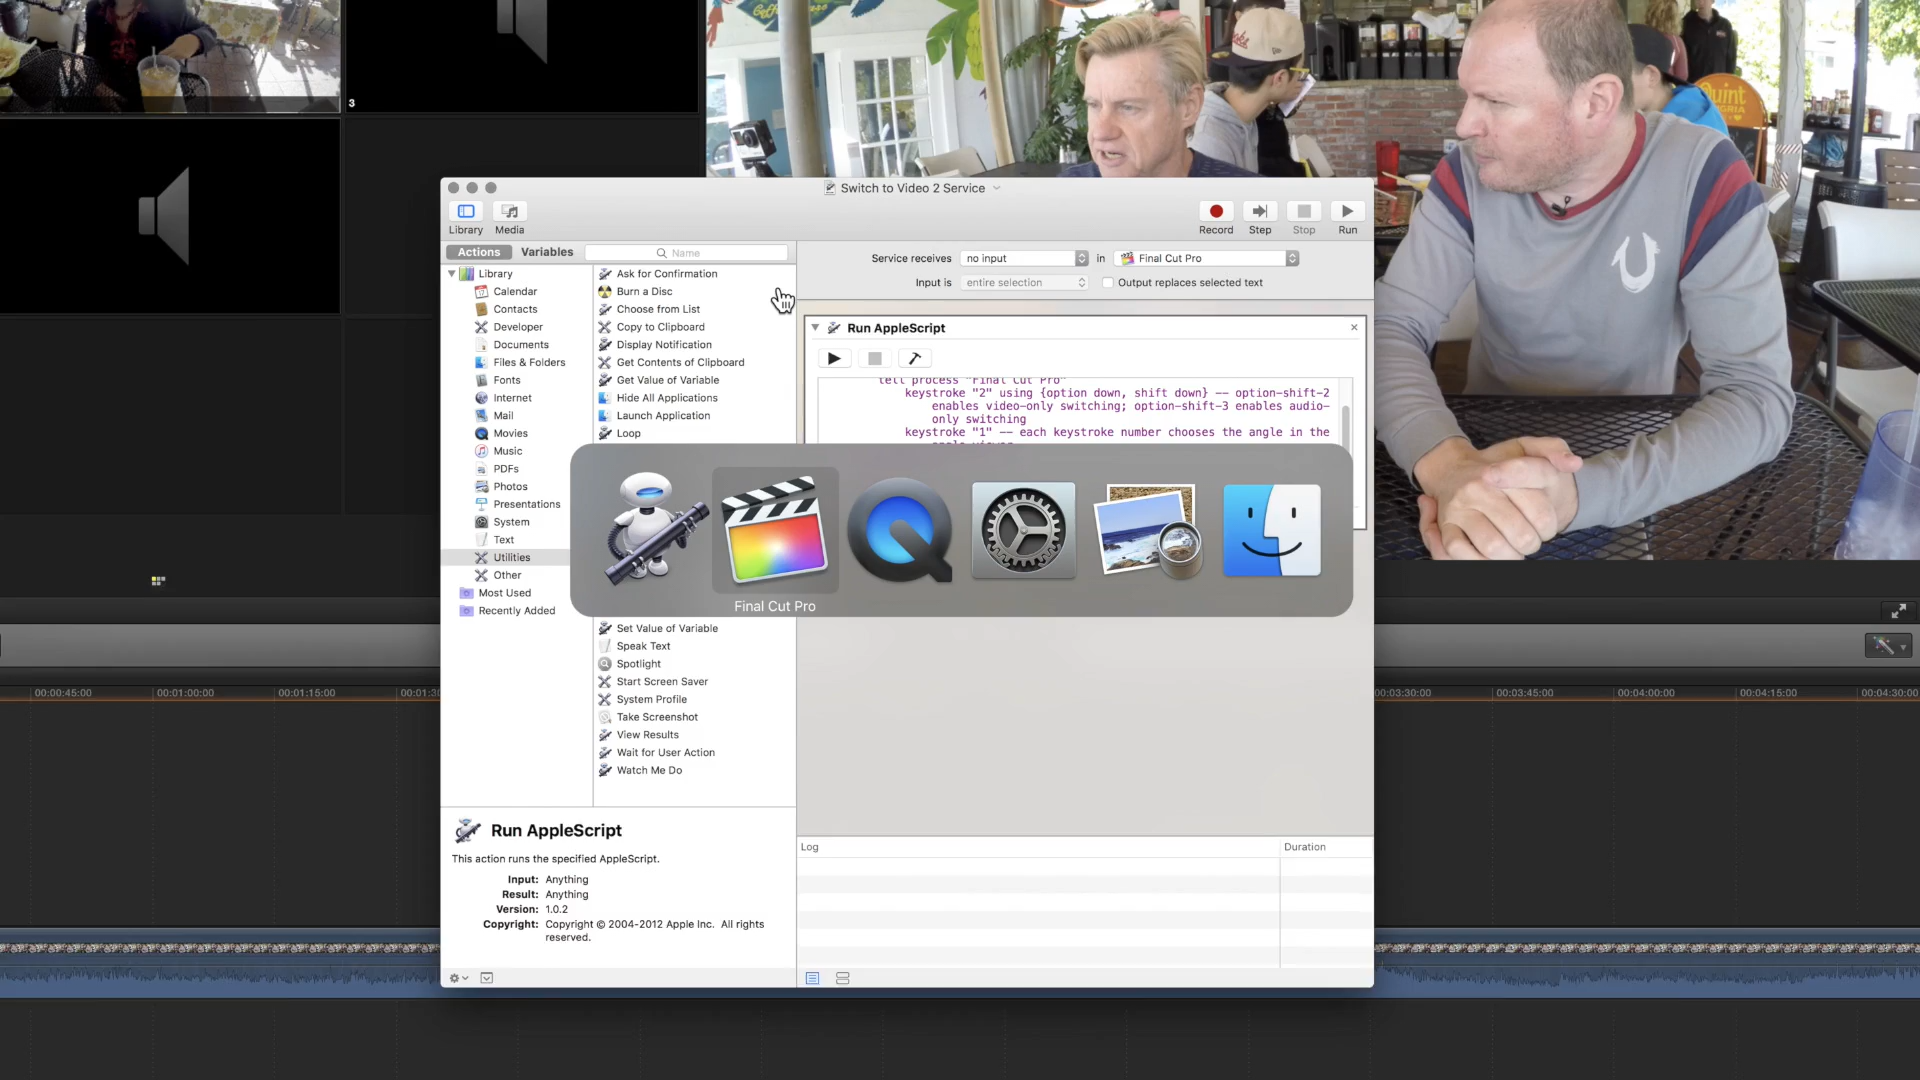 3
Quint
Switch to Video 2 Service
Library
Media
Record
Step
Stop
Run
Actions
Variables
Name
Service receives
no input
in
Final Cut Pro
Input is
entire selection
Output replaces selected text
Library
Calendar
Contacts
Developer
Documents
Files & Folders
Fonts
Internet
Mail
Movies
Music
PDFs
Photos
Presentations
System
Text
Utilities
Other
Most Used
Recently Added
Ask for Confirmation
Burn a Disc
Choose from List
Copy to Clipboard
Display Notification
Get Contents of Clipboard
Get Value of Variable
Hide All Applications
Launch Application
Loop
Set Value of Variable
Speak Text
Spotlight
Start Screen Saver
System Profile
Take Screenshot
View Results
Wait for User Action
Watch Me Do
Run AppleScript
tell process "Final Cut Pro"
keystroke "2" using {option down, shift down} -- option-shift-2
enables video-only switching; option-shift-3 enables audio-
only switching
keystroke "1" -- each keystroke number chooses the angle in the
Final Cut Pro
00:00:45:00
00:01:00:00
00:01:15:00
00:01:30
00:03:30:00
00:03:45:00
00:04:00:00
00:04:15:00
00:04:30:00
Run AppleScript
This action runs the specified AppleScript.
Input: Anything
Result: Anything
Version: 1.0.2
Copyright: Copyright © 2004-2012 Apple Inc. All rights
reserved.
Log
Duration